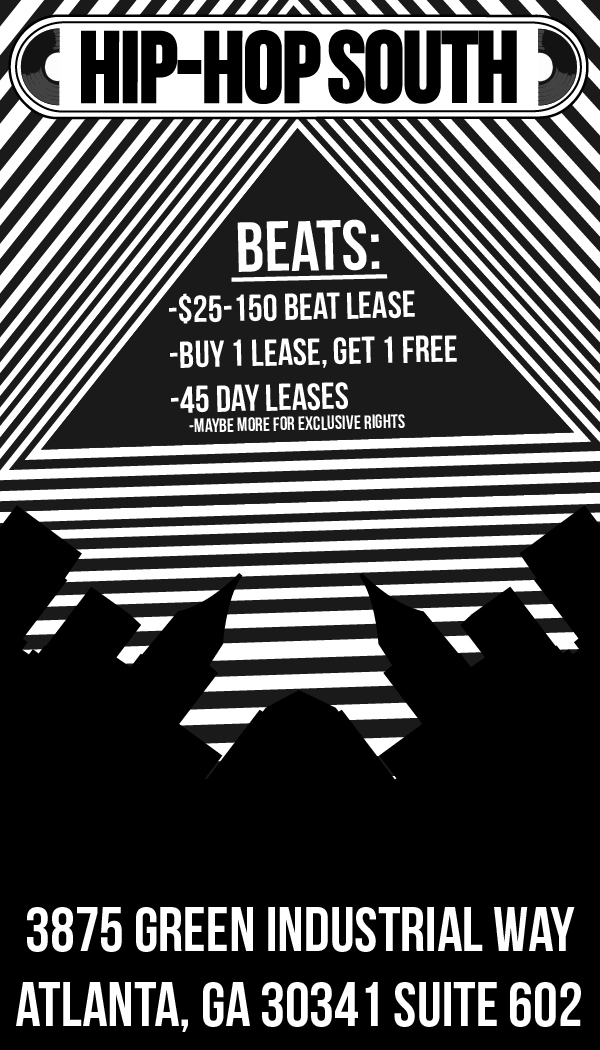 HIP-HOP SOUTH
BEATS:
-$25-150 BEAT LEASE
-BUY 1 LEASE, GET 1 FREE
-45 DAY LEASES
-MAYBE MORE FOR EXCLUSIVE RIGHTS
3875 GREEN INDUSTRIAL WAY
ATLANTA, GA 30341 SUITE 602